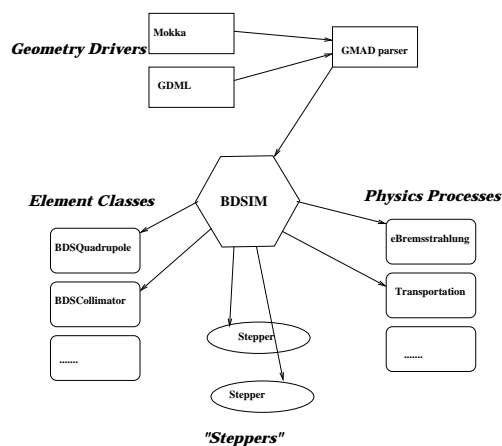 Mokka
Geometry Drivers
GMAD parser
GDML
Element Classes
Physics Processes
BDSIM
BDSQuadrupole
eBremsstrahlung
BDSCollimator
Transportation
.......
.......
Stepper
Stepper
"Steppers"